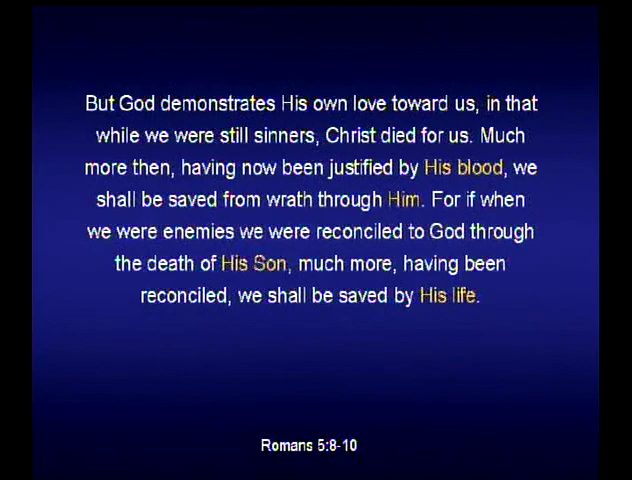 But God demonstrates His own love toward us, in that
while we were still sinners, Christ died for us. Much
more then, having now been justified by His blood, we
shall be saved from wrath through Him. For if when
we were enemies we were reconciled to God through
the death of His Son, much more, having been
reconciled, we shall be saved by His life.
Romans 5:8-10